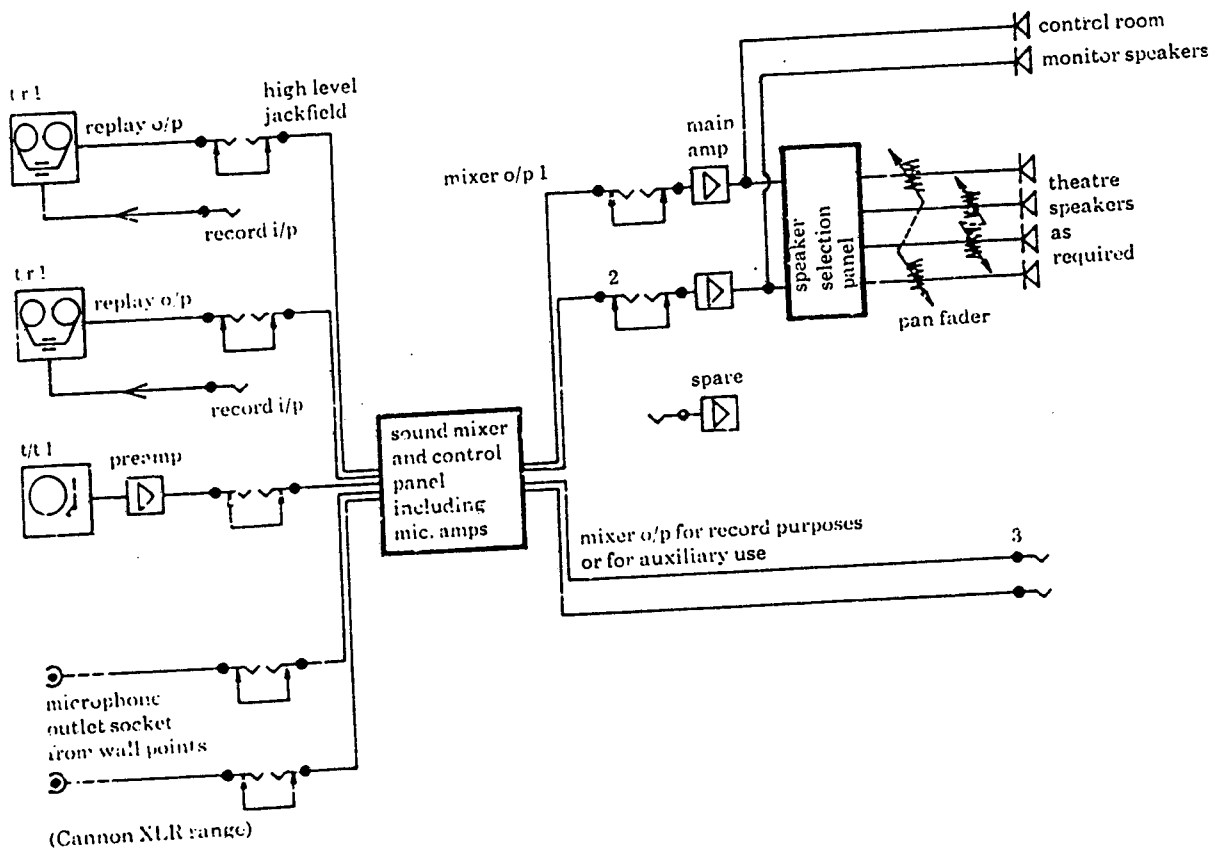 t r 1
replay o/p
high level
jackfield
record i/p
t r 1
replay o/p
record i/p
t/t 1
preamp
microphone
outlet socket
from wall points
(Cannon XLR range)
sound mixer
and control
panel
including
mic. amps
mixer o/p 1
2
main
amp
spare
speaker
selection
panel
control room
monitor speakers
theatre
speakers
as
required
pan fader
mixer o/p for record purposes
or for auxiliary use
3